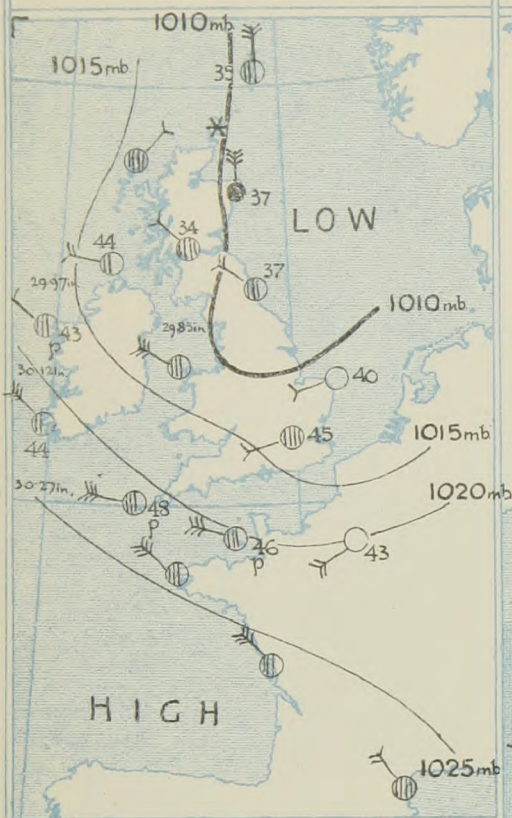 1010mb.
1015mb.
35
37
LOW
34
44
37
29.97in.
1010mb.
29.83in.
43
p
30.12in.
40
44
45
1015mb.
30.27in.
1020mb.
48
p
46
p
43
HIGH
1025mb